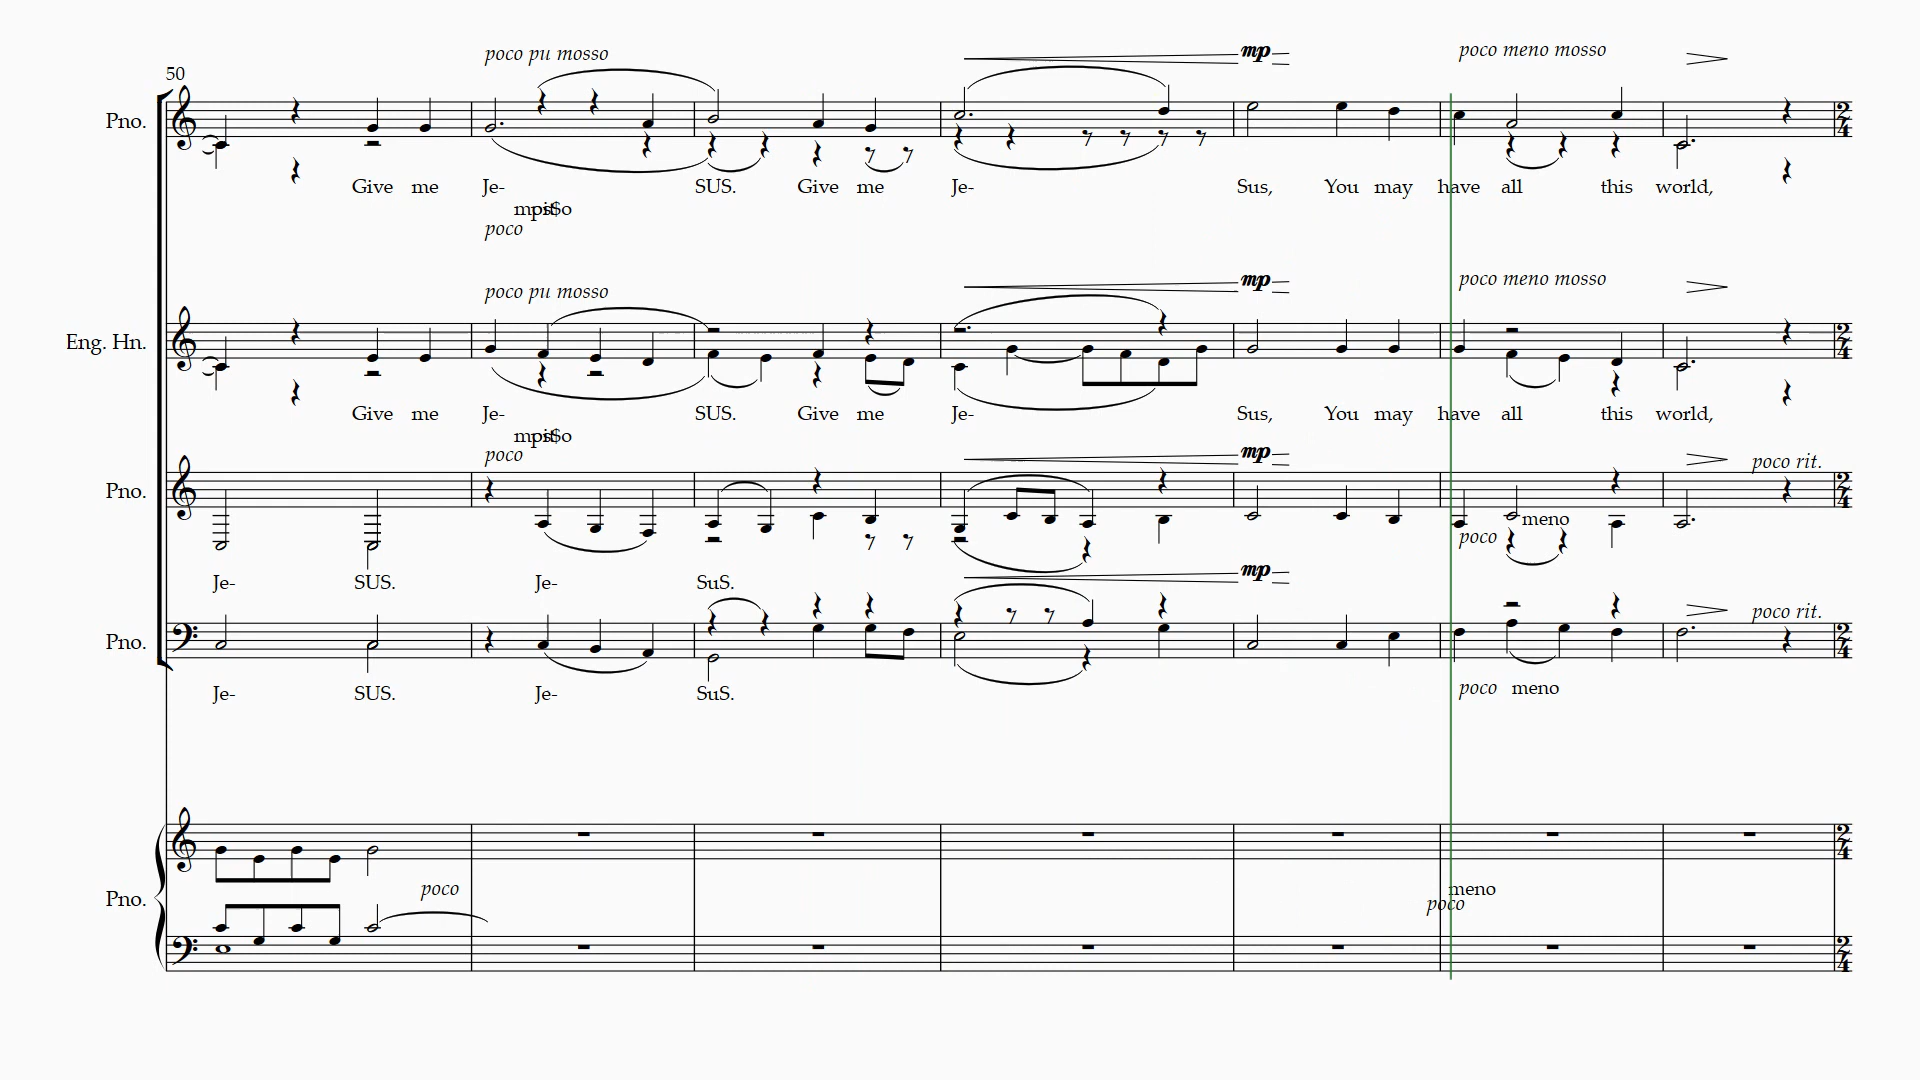 poco pu mosso
mp
poco meno mosso
50
Pno.
Give me Je- SUS. Give me Je- Sus, You may have all this world,
poco
poco pu mosso
mp
poco meno mosso
Eng. Hn.
Give me Je- SUS. Give me Je- Sus, You may have all this world,
poco
mp
poco rit.
Pno.
poco meno
Je- SUS. Je- SuS.
mp
poco rit.
Pno.
Je- SUS. Je- SuS.
poco meno
2
4
Pno.
poco
meno
poco